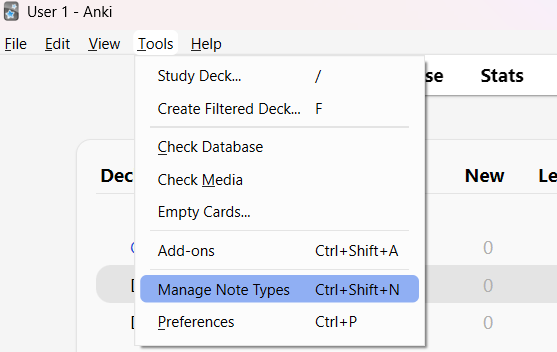 User 1 - Anki
File Edit View Tools Help
Study Deck... /
Create Filtered Deck... F
Check Database
Check Media
Empty Cards...
Add-ons Ctrl+Shift+A
Manage Note Types Ctrl+Shift+N
Preferences Ctrl+P
se Stats
Dec New Le
0
0
0